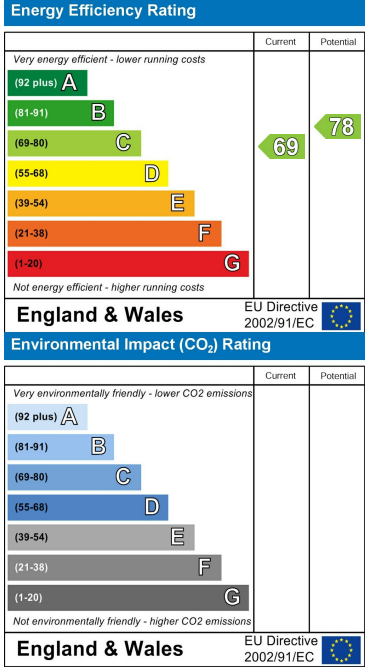 Energy Efficiency Rating
Current Potential
Very energy efficient - lower running costs
(92 plus) A
(81-91) B
(69-80) C
(55-68) D
(39-54) E
(21-38) F
(1-20) G
69
78
Not energy efficient - higher running costs
England & Wales
EU Directive
2002/91/EC
Environmental Impact (CO₂) Rating
Current Potential
Very environmentally friendly - lower CO2 emissions
(92 plus) A
(81-91) B
(69-80) C
(55-68) D
(39-54) E
(21-38) F
(1-20) G
Not environmentally friendly - higher CO2 emissions
England & Wales
EU Directive
2002/91/EC